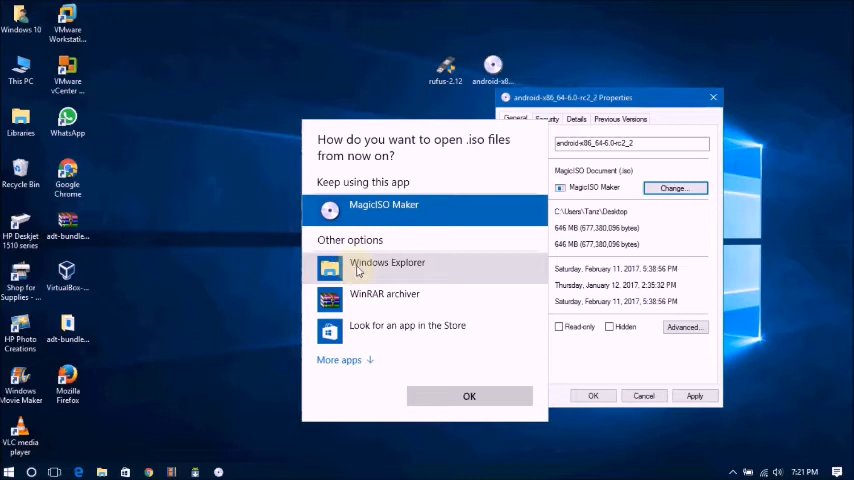 Windows 10
VMware
Workstati...
rufus-2.12
android-x8...
This PC
VMware
vCenter ...
android-x86_64-6.0-rc2_2 Properties
General
Security
Details
Previous Versions
Libraries
WhatsApp
How do you want to open .iso files
from now on?
android-x86_64-6.0-rc2_2
Keep using this app
MagicISO Document (.iso)
Recycle Bin
Google
Chrome
MagicISO Maker
MagicISO Maker
Change...
C:\Users\Tanz\Desktop
HP Deskjet
1510 series
adt-bundle...
Other options
646 MB (677,380,096 bytes)
646 MB (677,380,096 bytes)
Windows Explorer
Shop for
Supplies - ...
VirtualBox-...
Saturday, February 11, 2017, 5:38:56 PM
WinRAR archiver
Thursday, January 12, 2017, 2:35:32 PM
Saturday, February 11, 2017, 5:38:56 PM
HP Photo
Creations
adt-bundl...
Look for an app in the Store
Read-only
Hidden
Advanced...
More apps
Windows
Movie Maker
Mozilla
Firefox
OK
OK
Cancel
Apply
VLC media
player
7:21 PM